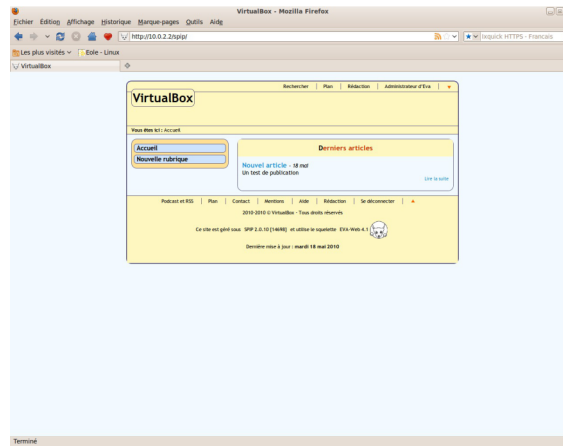 VirtualBox - Mozilla Firefox
Fichier Édition Affichage Historique Marque-pages Outils Aide
http://10.0.2.2/spip/
Ixquick HTTPS - Francais
Les plus visités Eole - Linux
VirtualBox
Rechercher | Plan | Rédaction | Administrateur d'Eva |
VirtualBox
Vous êtes ici : Accueil
Accueil
Nouvelle rubrique
Derniers articles
Nouvel article - 18 mai
Un test de publication
Lire la suite
Podcast et RSS | Plan | Contact | Mentions | Aide | Rédaction | Se déconnecter |
2010-2010 © VirtualBox - Tous droits réservés
Ce site est géré sous SPIP 2.0.10 [14698] et utilise le squelette EVA-Web 4.1
Dernière mise à jour : mardi 18 mai 2010
Terminé